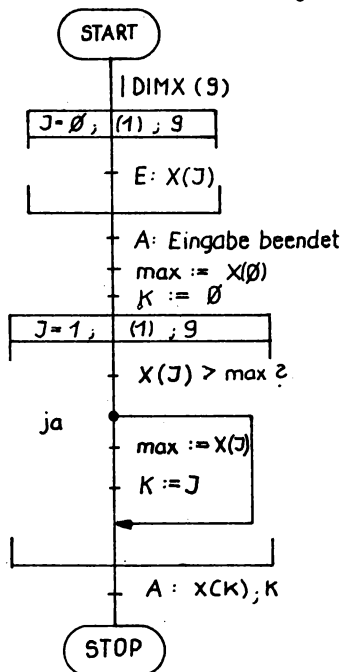 START
DIMX (9)
J=Ø; (1); 9
E: X(J)
A: Eingabe beendet
max := X(Ø)
K := Ø
J=1; (1); 9
X(J) > max ?
ja
max := X(J)
K := J
A: X(K); K
STOP